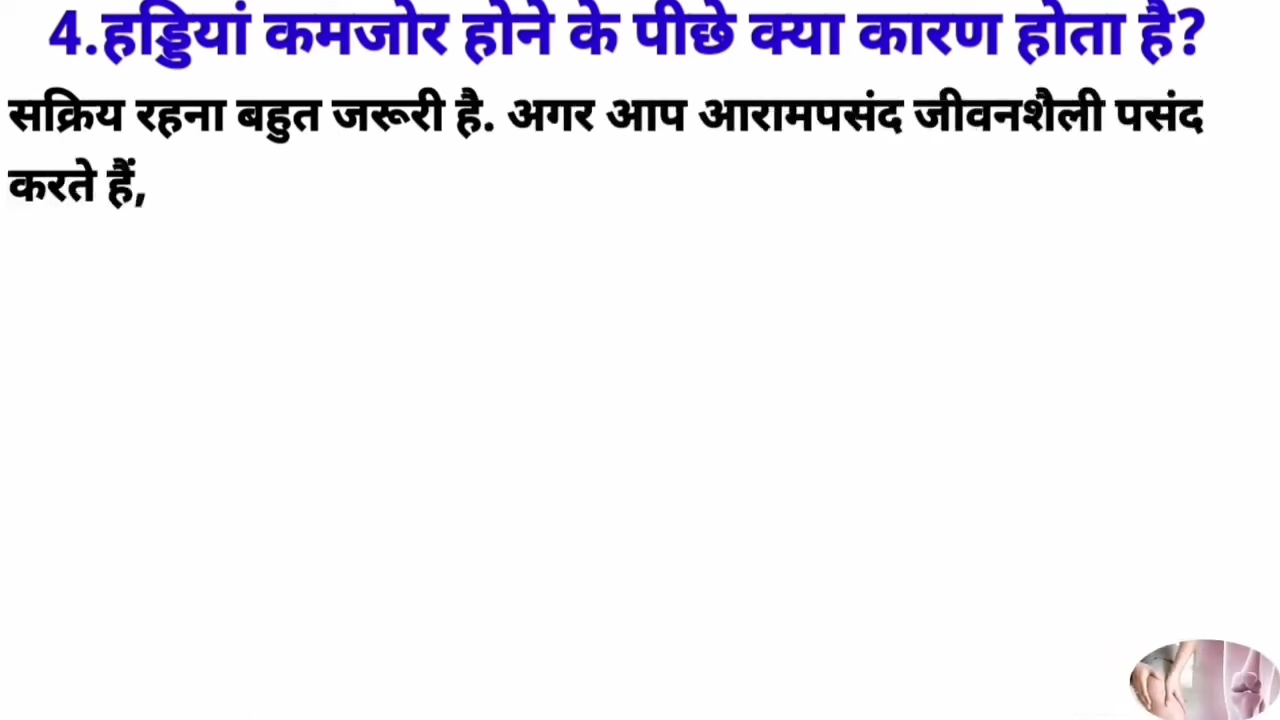 4.हड्डियां कमजोर होने के पीछे क्या कारण होता है?
सक्रिय रहना बहुत जरूरी है. अगर आप आरामपसंद जीवनशैली पसंद
करते हैं,